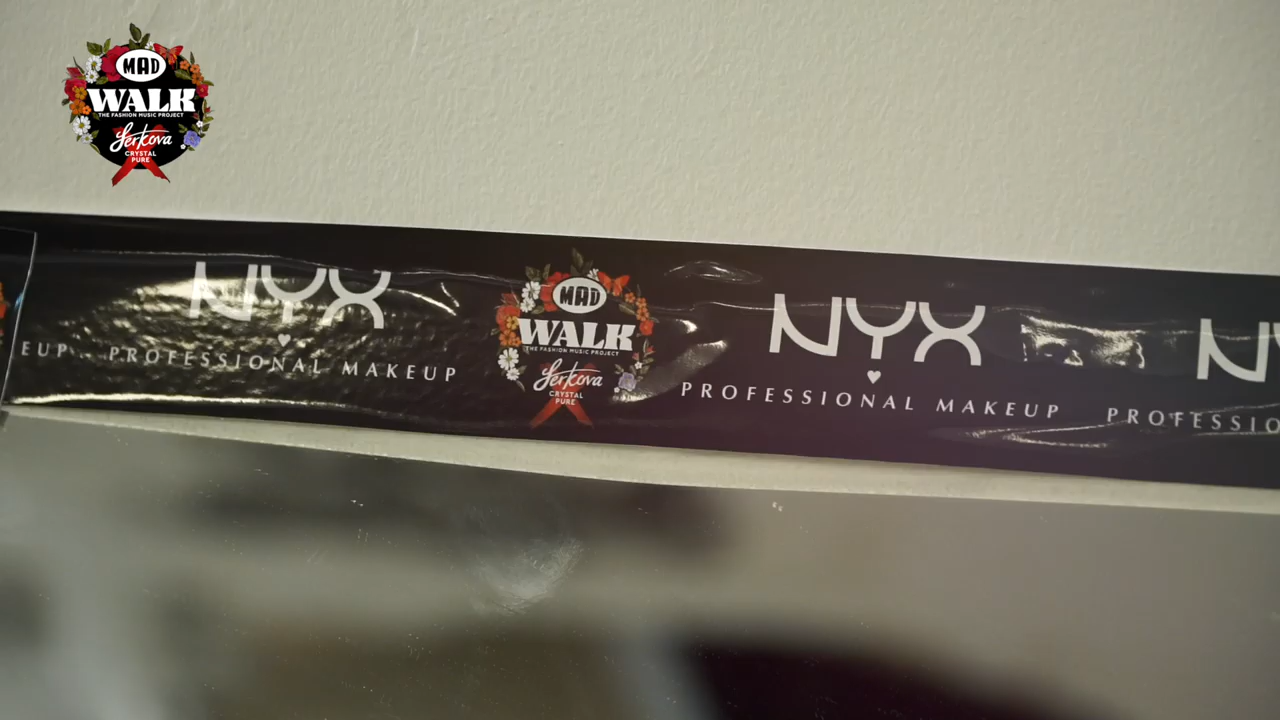 MAD
WALK
THE FASHION MUSIC PROJECT
Serkova
CRYSTAL
PURE
NYX
EUP PROFESSIONAL MAKEUP
MAD
WALK
THE FASHION MUSIC PROJECT
Serkova
CRYSTAL
PURE
NYX
PROFESSIONAL MAKEUP
NY
PROFESSIO